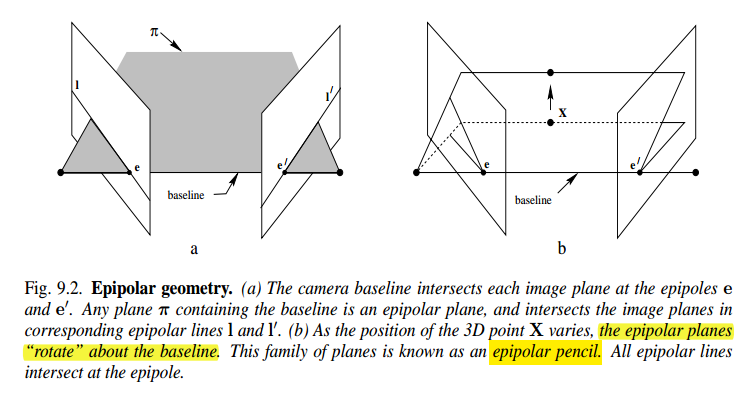 π
l
l′
e
e′
baseline
a
X
e
e′
baseline
b
Fig. 9.2. Epipolar geometry. (a) The camera baseline intersects each image plane at the epipoles e
and e′. Any plane π containing the baseline is an epipolar plane, and intersects the image planes in
corresponding epipolar lines l and l′. (b) As the position of the 3D point X varies, the epipolar planes
“rotate” about the baseline. This family of planes is known as an epipolar pencil. All epipolar lines
intersect at the epipole.